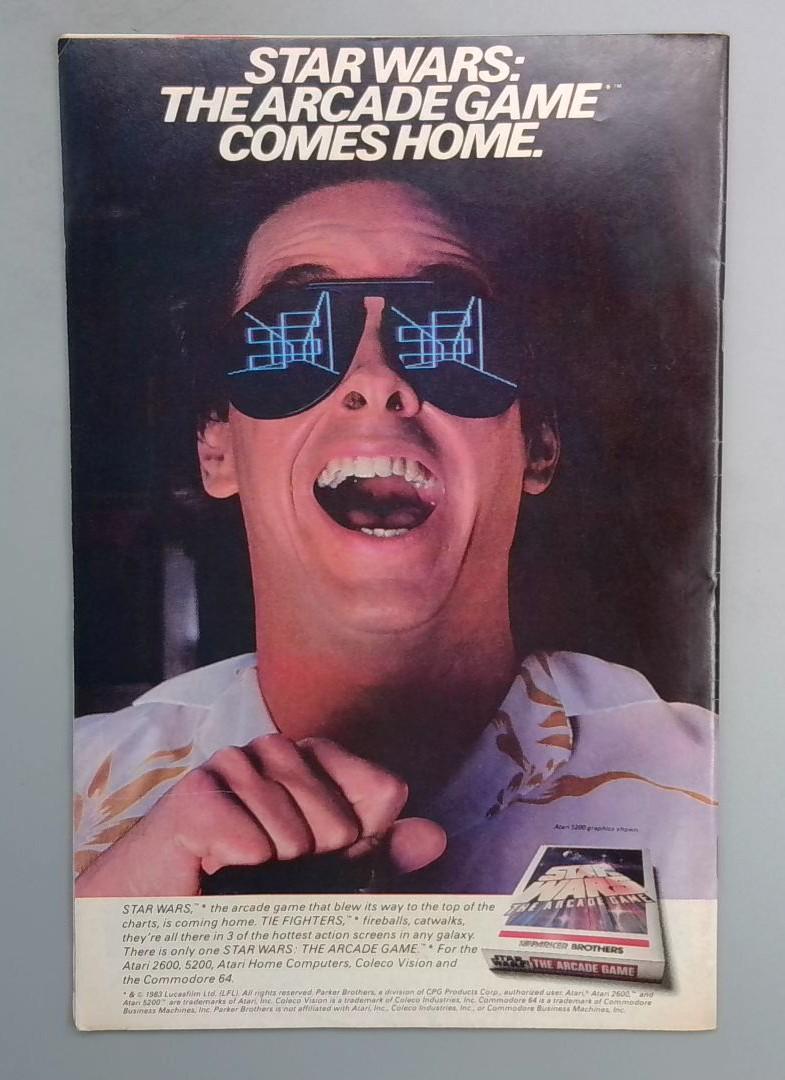 STAR WARS:
THE ARCADE GAME*™
COMES HOME.
Atari 5200 graphics shown.
STAR WARS
THE ARCADE GAME
PARKER BROTHERS
STAR WARS THE ARCADE GAME
STAR WARS,™* the arcade game that blew its way to the top of the
charts, is coming home. TIE FIGHTERS,™* fireballs, catwalks,
they're all there in 3 of the hottest action screens in any galaxy.
There is only one STAR WARS: THE ARCADE GAME.™* For the
Atari 2600, 5200, Atari Home Computers, Coleco Vision and
the Commodore 64.
* & © 1983 Lucasfilm Ltd. (LFL). All rights reserved. Parker Brothers, a division of CPG Products Corp., authorized user. Atari,® Atari 2600,™ and
Atari 5200™ are trademarks of Atari, Inc. Coleco Vision is a trademark of Coleco Industries, Inc. Commodore 64 is a trademark of Commodore
Business Machines, Inc. Parker Brothers is not affiliated with Atari, Inc., Coleco Industries, Inc., or Commodore Business Machines, Inc.